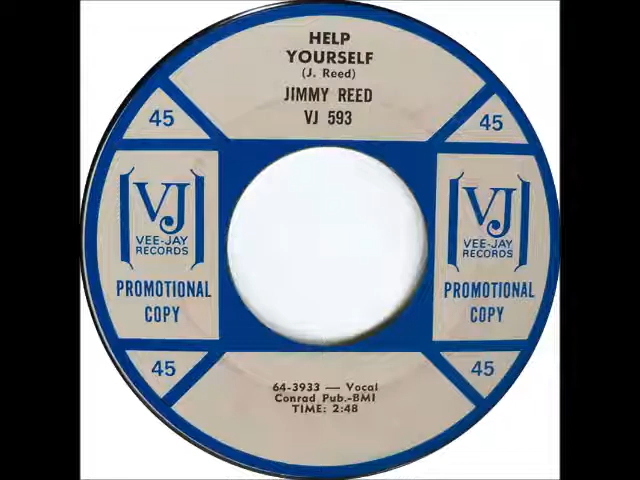 HELP
YOURSELF
(J. Reed)
JIMMY REED
VJ 593
45
45
VJ
VEE-JAY
RECORDS
PROMOTIONAL
COPY
VJ
VEE-JAY
RECORDS
PROMOTIONAL
COPY
45
45
64-3933 — Vocal
Conrad Pub.-BMI
TIME: 2:48